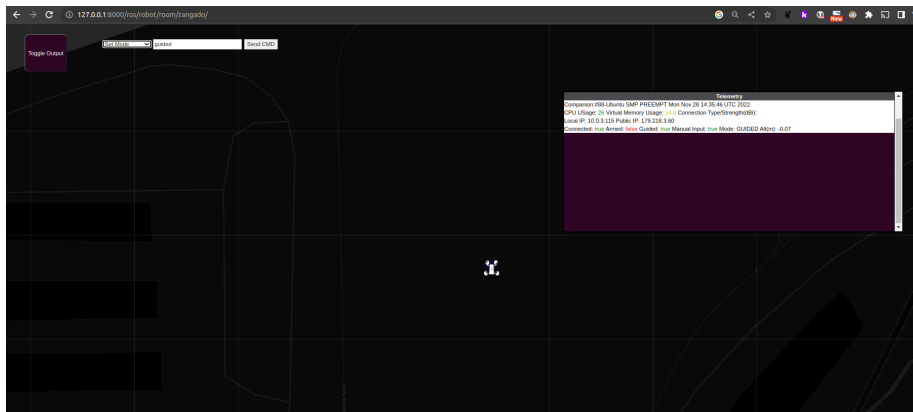 127.0.0.1:8000/ros/robot/room/zangado/
New
Toggle Output
Set Mode
guided
Send CMD
Telemetry
Companion:#88-Ubuntu SMP PREEMPT Mon Nov 28 14:35:46 UTC 2022
CPU USage: 26 Virtual Memory Usage: 54.9 Connection Type/Strength(dBi):
Local IP: 10.0.3.115 Public IP: 179.218.3.60
Connected: true Armed: false Guided: true Manual Input: true Mode: GUIDED Alt(m): -0.07